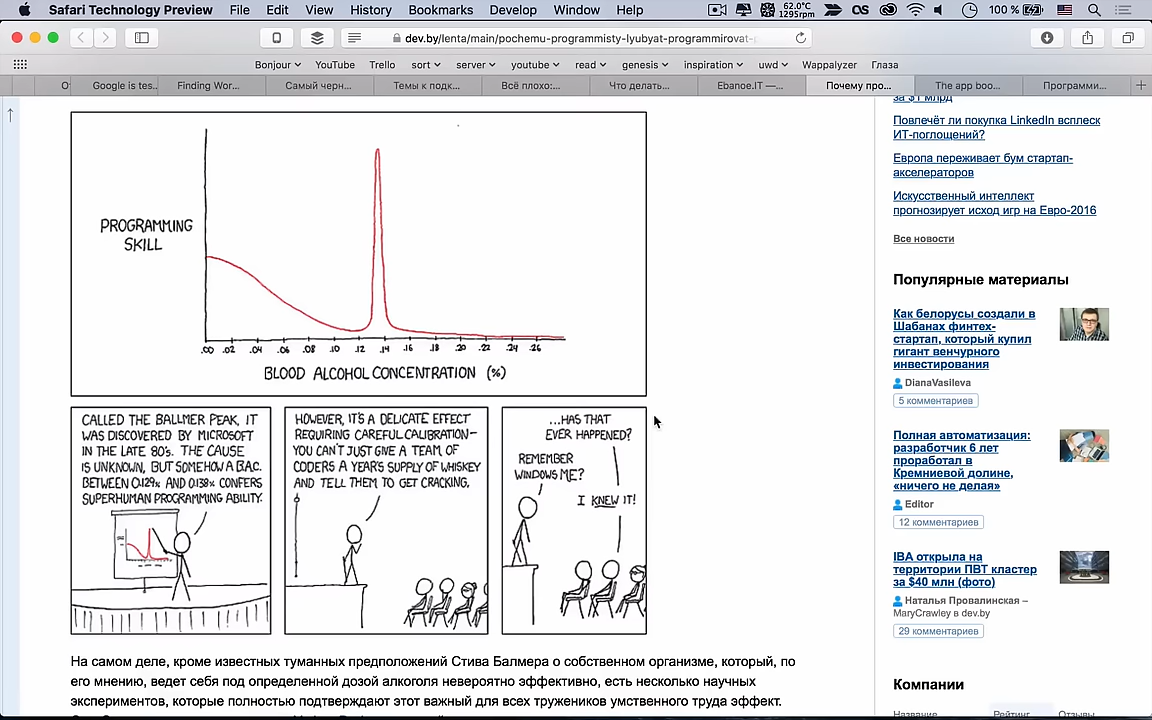 Safari Technology Preview File Edit View History Bookmarks Develop Window Help 62.0°C 1295rpm 100 %
dev.by/lenta/main/pochemu-programmisty-lyubyat-programmirovat-
Bonjour YouTube Trello sort server youtube read genesis inspiration uwd Wappalyzer Глаза
Google is tes... Finding Wor... Самый черн... Темы к подк... Всё плохо:... Что делать... Ebanoe.IT —... Почему про... The app boo... Программи...
PROGRAMMING
SKILL
.00 .02 .04 .06 .08 .10 .12 .14 .16 .18 .20 .22 .24 .26
BLOOD ALCOHOL CONCENTRATION (%)
CALLED THE BALLMER PEAK, IT
WAS DISCOVERED BY MICROSOFT
IN THE LATE 80s. THE CAUSE
IS UNKNOWN, BUT SOMEHOW A B.A.C.
BETWEEN 0.129% AND 0.138% CONFERS
SUPERHUMAN PROGRAMMING ABILITY.
HOWEVER, IT'S A DELICATE EFFECT
REQUIRING CAREFUL CALIBRATION–
YOU CAN'T JUST GIVE A TEAM OF
CODERS A YEAR'S SUPPLY OF WHISKEY
AND TELL THEM TO GET CRACKING.
...HAS THAT
EVER HAPPENED?
REMEMBER
WINDOWS ME?
I KNEW IT!
На самом деле, кроме известных туманных предположений Стива Балмера о собственном организме, который, по
его мнению, ведет себя под определенной дозой алкоголя невероятно эффективно, есть несколько научных
экспериментов, которые полностью подтверждают этот важный для всех тружеников умственного труда эффект.
за $1 млрд
Повлечёт ли покупка LinkedIn всплеск
ИТ-поглощений?
Европа переживает бум стартап-
акселераторов
Искусственный интеллект
прогнозирует исход игр на Евро-2016
Все новости
Популярные материалы
Как белорусы создали в
Шабанах финтех-
стартап, который купил
гигант венчурного
инвестирования
DianaVasileva
5 комментариев
Полная автоматизация:
разработчик 6 лет
проработал в
Кремниевой долине,
«ничего не делая»
Editor
12 комментариев
IBA открыла на
территории ПВТ кластер
за $40 млн (фото)
Наталья Провалинская –
MaryCrawley в dev.by
29 комментариев
Компании
Название Рейтинг Отзывы